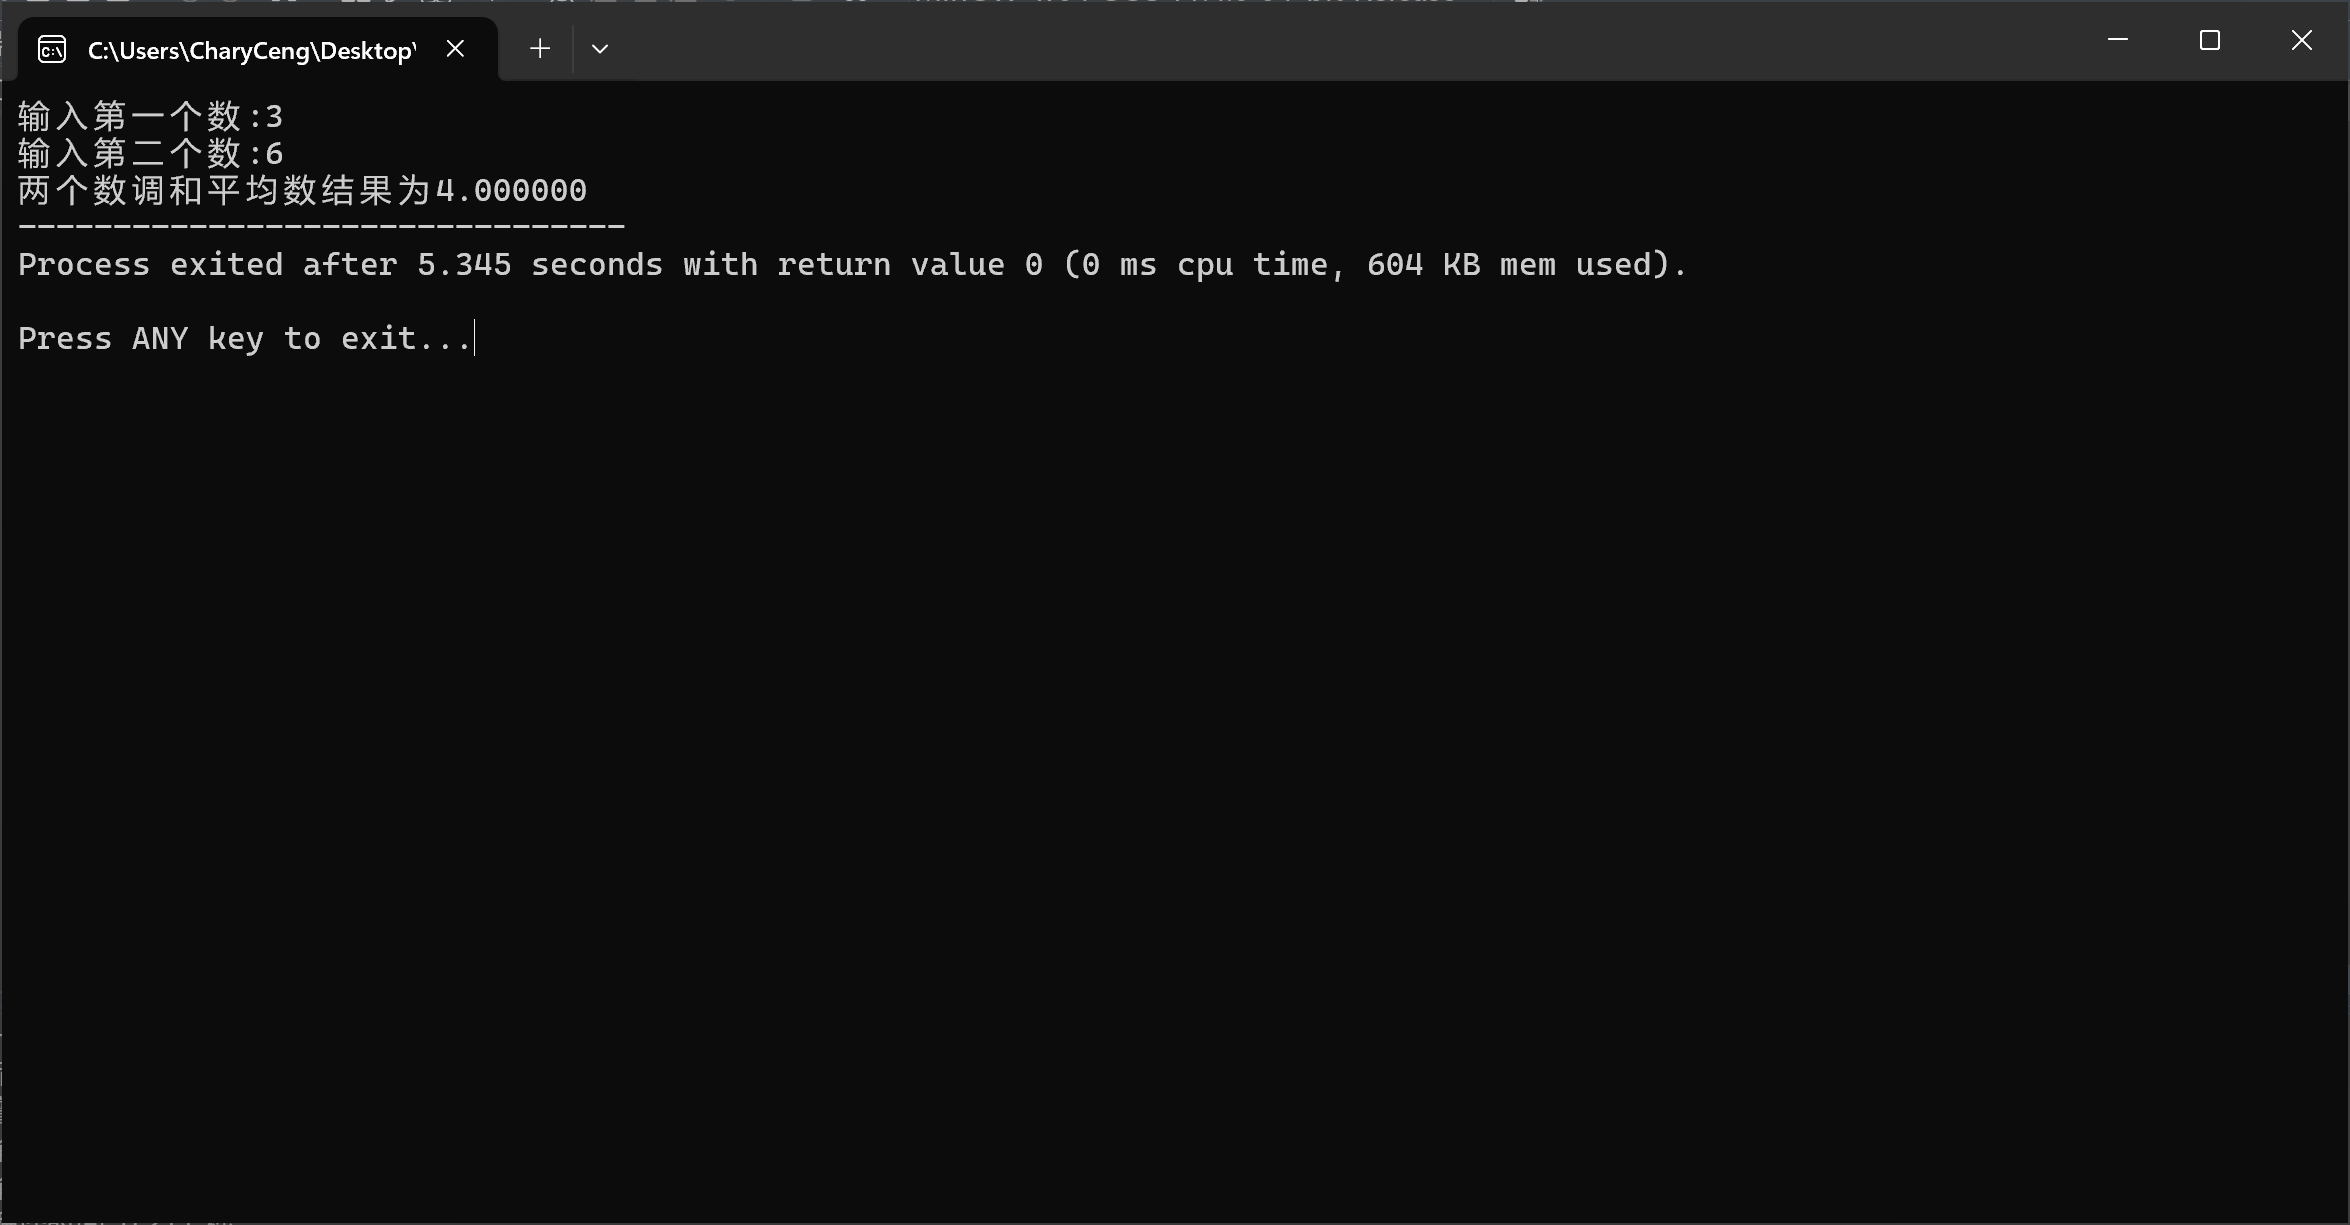 C:\Users\CharyCeng\Desktop\
输入第一个数:3
输入第二个数:6
两个数调和平均数结果为4.000000
--------------------------------
Process exited after 5.345 seconds with return value 0 (0 ms cpu time, 604 KB mem used).
Press ANY key to exit...